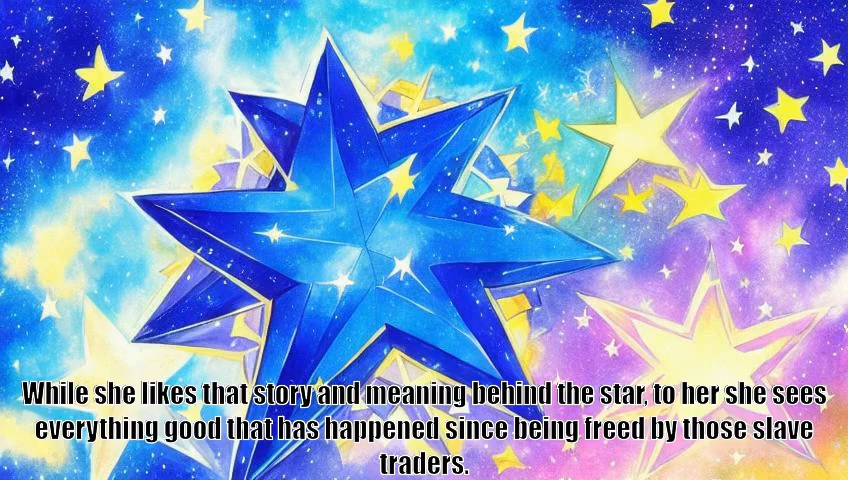 While she likes that story and meaning behind the star, to her she sees
everything good that has happened since being freed by those slave
traders.